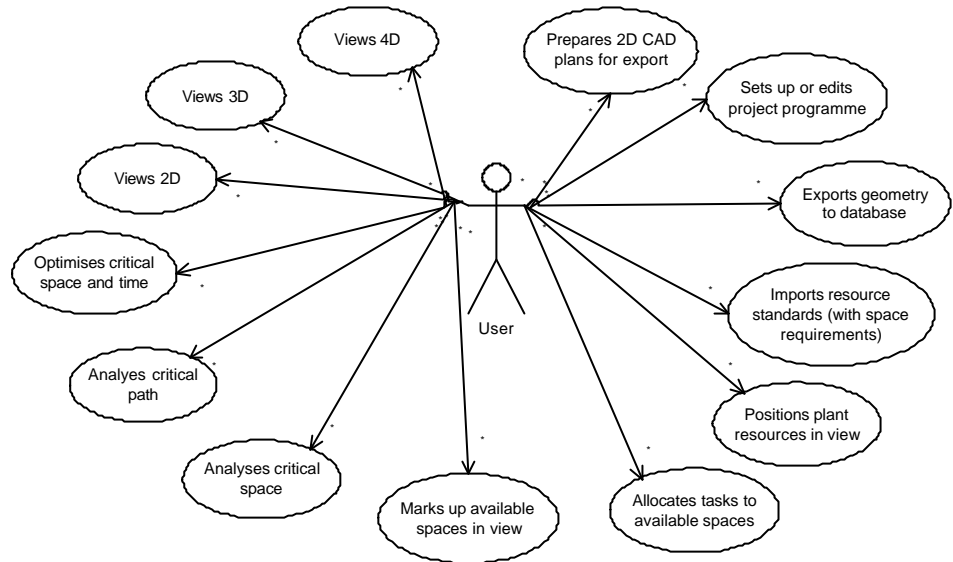 Views 4D
Prepares 2D CAD
plans for export
Views 3D
Sets up or edits
project programme
Views 2D
Exports geometry
to database
Optimises critical
space and time
Imports resource
standards (with space
requirements)
User
Analyes critical
path
Positions plant
resources in view
Analyses critical
space
Marks up available
spaces in view
Allocates tasks to
available spaces